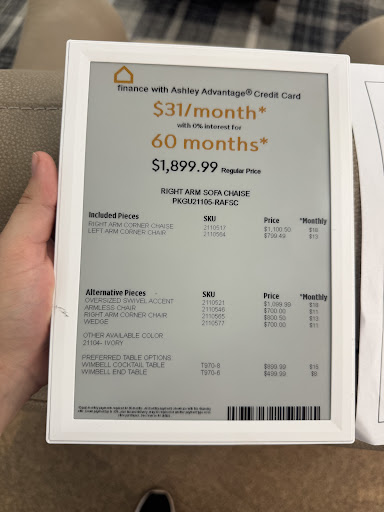 finance with Ashley Advantage® Credit Card
$31/month*
with 0% interest for
60 months*
$1,899.99 Regular Price
RIGHT ARM SOFA CHAISE
PKGU21105-RAFSC
Included Pieces SKU Price *Monthly
RIGHT ARM CORNER CHAISE 2110517 $1,100.50 $18
LEFT ARM CORNER CHAIR 2110564 $799.49 $13
Alternative Pieces SKU Price *Monthly
OVERSIZED SWIVEL ACCENT 2110521 $1,099.99 $18
ARMLESS CHAIR 2110546 $700.00 $11
RIGHT ARM CORNER CHAIR 2110565 $800.50 $13
WEDGE 2110577 $700.00 $11
OTHER AVAILABLE COLOR
21104- IVORY
PREFERRED TABLE OPTIONS
WIMBELL COCKTAIL TABLE T970-8 $899.99 $15
WIMBELL END TABLE T970-6 $499.99 $8